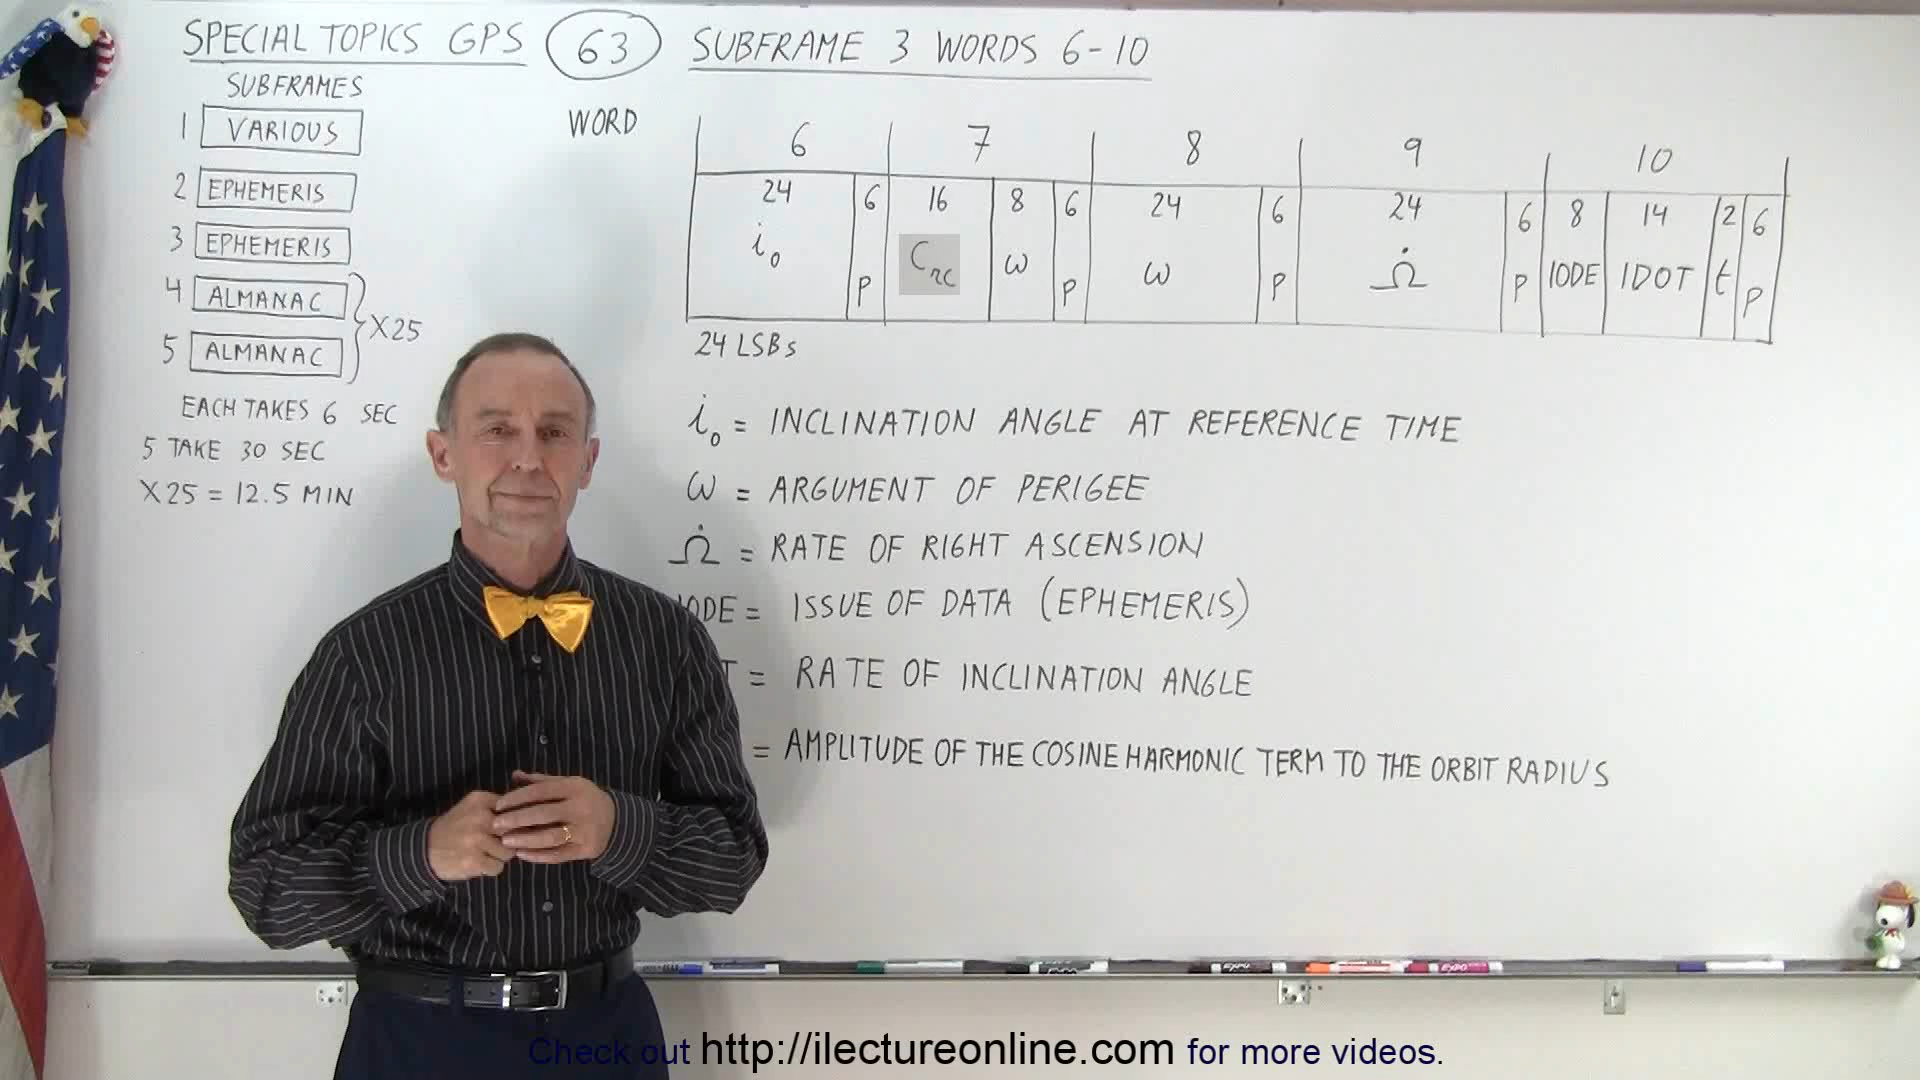 SPECIAL TOPICS GPS 63 SUBFRAME 3 WORDS 6-10
SUBFRAMES
1 VARIOUS
2 EPHEMERIS
3 EPHEMERIS
4 ALMANAC
5 ALMANAC
X25
EACH TAKES 6 SEC
5 TAKE 30 SEC
X25 = 12.5 MIN
WORD 6 7 8 9 10
24 6 16 8 6 24 6 24 6 8 14 2 6
i₀ P Crc ω P ω P Ω̇ P IODE IDOT t P
24 LSBs
i₀ = INCLINATION ANGLE AT REFERENCE TIME
ω = ARGUMENT OF PERIGEE
Ω̇ = RATE OF RIGHT ASCENSION
IODE = ISSUE OF DATA (EPHEMERIS)
T = RATE OF INCLINATION ANGLE
= AMPLITUDE OF THE COSINE HARMONIC TERM TO THE ORBIT RADIUS
EXPO EXPO EXPO
Check out http://ilectureonline.com for more videos.